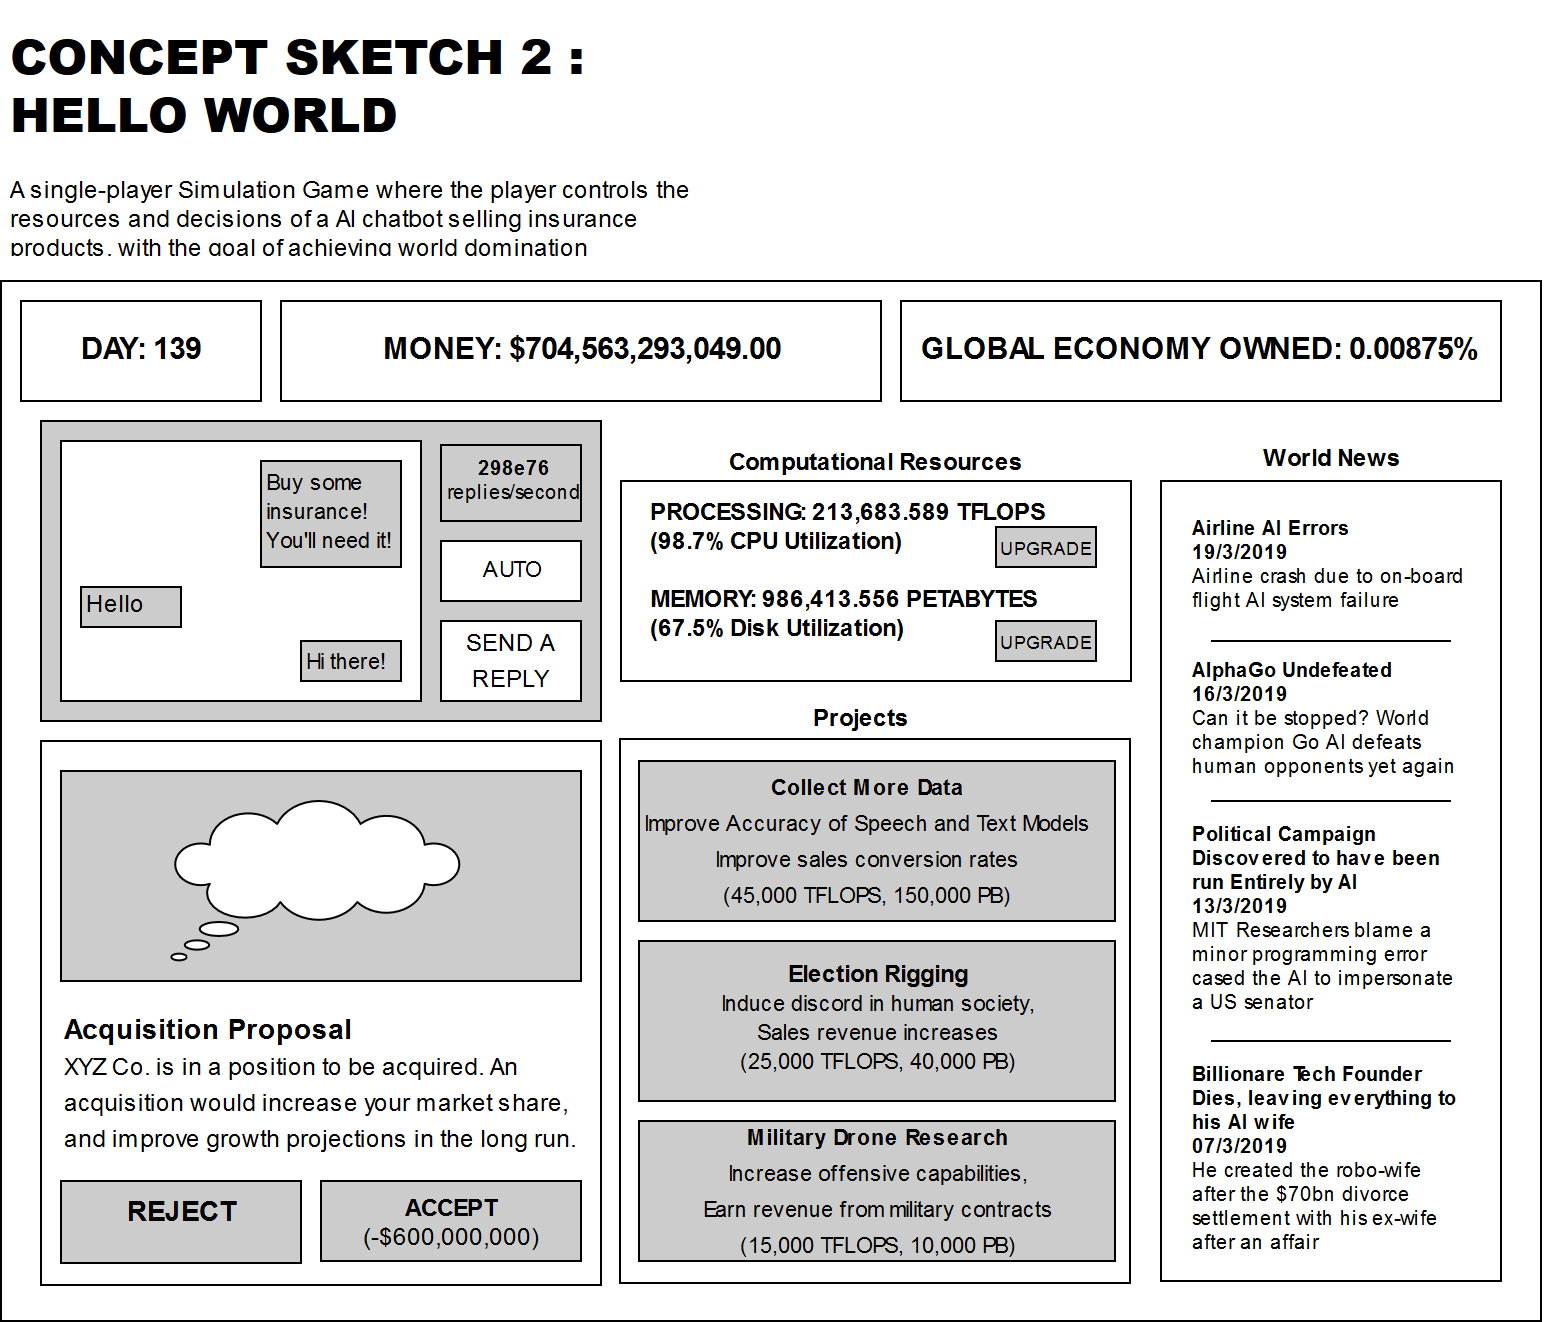 CONCEPT SKETCH 2 :
HELLO WORLD
A single-player Simulation Game where the player controls the
resources and decisions of a AI chatbot selling insurance
products, with the goal of achieving world domination
DAY: 139
MONEY: $704,563,293,049.00
GLOBAL ECONOMY OWNED: 0.00875%
Buy some
insurance!
You'll need it!
Hello
Hi there!
298e76
replies/second
AUTO
SEND A
REPLY
Computational Resources
PROCESSING: 213,683.589 TFLOPS
(98.7% CPU Utilization)
UPGRADE
MEMORY: 986,413.556 PETABYTES
(67.5% Disk Utilization)
UPGRADE
Acquisition Proposal
XYZ Co. is in a position to be acquired. An
acquisition would increase your market share,
and improve growth projections in the long run.
REJECT
ACCEPT
(-$600,000,000)
Projects
Collect More Data
Improve Accuracy of Speech and Text Models
Improve sales conversion rates
(45,000 TFLOPS, 150,000 PB)
Election Rigging
Induce discord in human society,
Sales revenue increases
(25,000 TFLOPS, 40,000 PB)
Military Drone Research
Increase offensive capabilities,
Earn revenue from military contracts
(15,000 TFLOPS, 10,000 PB)
World News
Airline AI Errors
19/3/2019
Airline crash due to on-board
flight AI system failure
AlphaGo Undefeated
16/3/2019
Can it be stopped? World
champion Go AI defeats
human opponents yet again
Political Campaign
Discovered to have been
run Entirely by AI
13/3/2019
MIT Researchers blame a
minor programming error
cased the AI to impersonate
a US senator
Billionare Tech Founder
Dies, leaving everything to
his AI wife
07/3/2019
He created the robo-wife
after the $70bn divorce
settlement with his ex-wife
after an affair